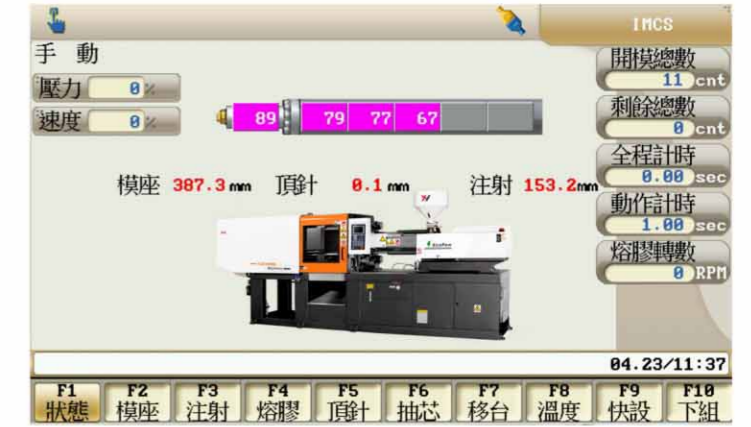 IMCS
手 動
壓力 0 %
速度 0 %
89 79 77 67
模座 387.3 mm 頂針 0.1 mm 注射 153.2 mm
開模總數
11 cnt
剩餘總數
0 cnt
全程計時
0.00 sec
動作計時
1.00 sec
熔膠轉數
0 RPM
04.23/11:37
F1 F2 F3 F4 F5 F6 F7 F8 F9 F10
狀態 模座 注射 熔膠 頂針 抽芯 移台 溫度 快設 下組